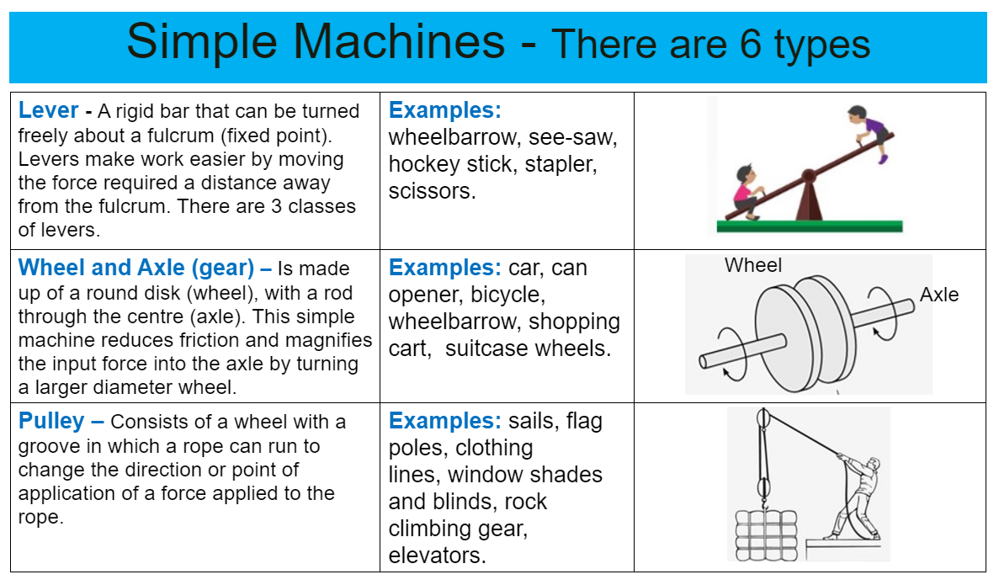 Simple Machines - There are 6 types
Lever - A rigid bar that can be turned
freely about a fulcrum (fixed point).
Levers make work easier by moving
the force required a distance away
from the fulcrum. There are 3 classes
of levers.
Examples:
wheelbarrow, see-saw,
hockey stick, stapler,
scissors.
Wheel and Axle (gear) – Is made
up of a round disk (wheel), with a rod
through the centre (axle). This simple
machine reduces friction and magnifies
the input force into the axle by turning
a larger diameter wheel.
Examples: car, can
opener, bicycle,
wheelbarrow, shopping
cart, suitcase wheels.
Wheel
Axle
Pulley – Consists of a wheel with a
groove in which a rope can run to
change the direction or point of
application of a force applied to the
rope.
Examples: sails, flag
poles, clothing
lines, window shades
and blinds, rock
climbing gear,
elevators.